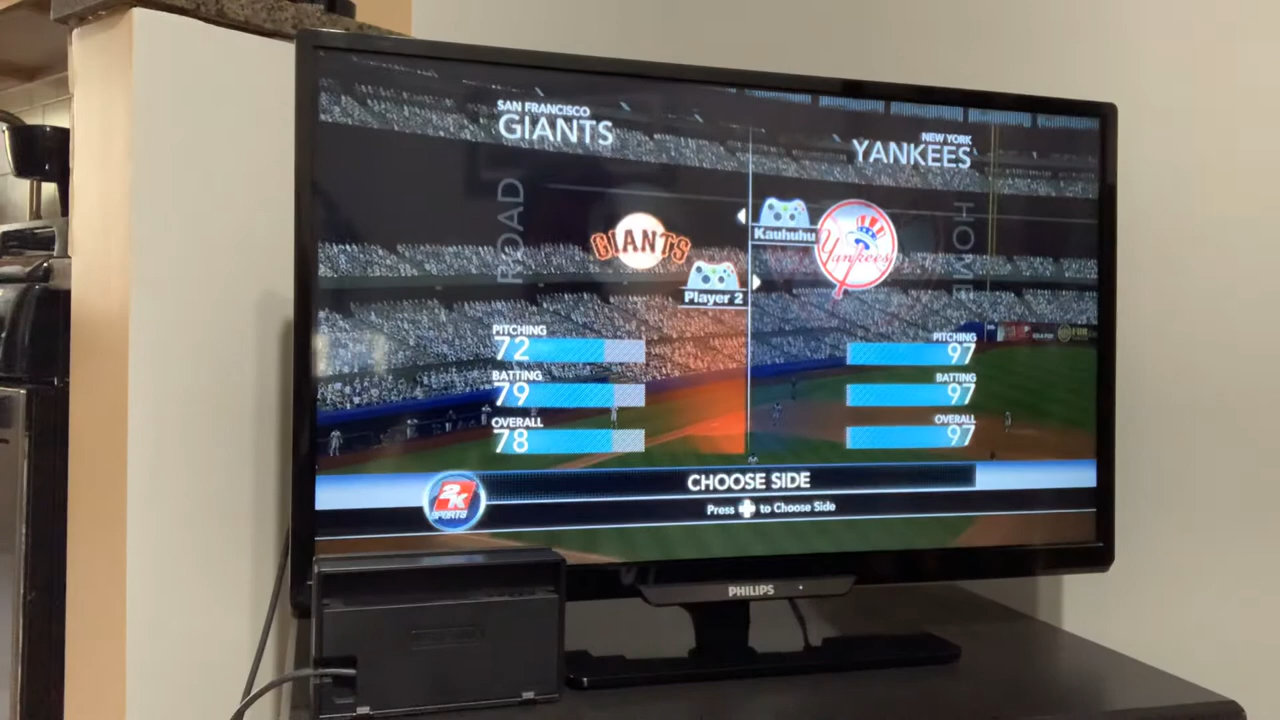 SAN FRANCISCO
GIANTS
ROAD
GIANTS
Player 2
PITCHING
72
BATTING
79
OVERALL
78
NEW YORK
YANKEES
HOME
Kauhuhu
Yankees
PITCHING
97
BATTING
97
OVERALL
97
CHOOSE SIDE
2K
SPORTS
Press to Choose Side
PHILIPS